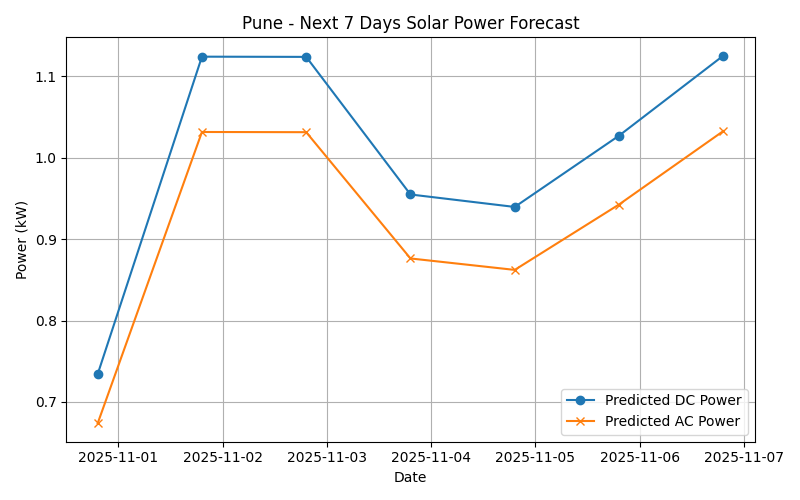 Pune - Next 7 Days Solar Power Forecast
Power (kW)
1.1
1.0
0.9
0.8
0.7
Predicted DC Power
Predicted AC Power
2025-11-01 2025-11-02 2025-11-03 2025-11-04 2025-11-05 2025-11-06 2025-11-07
Date